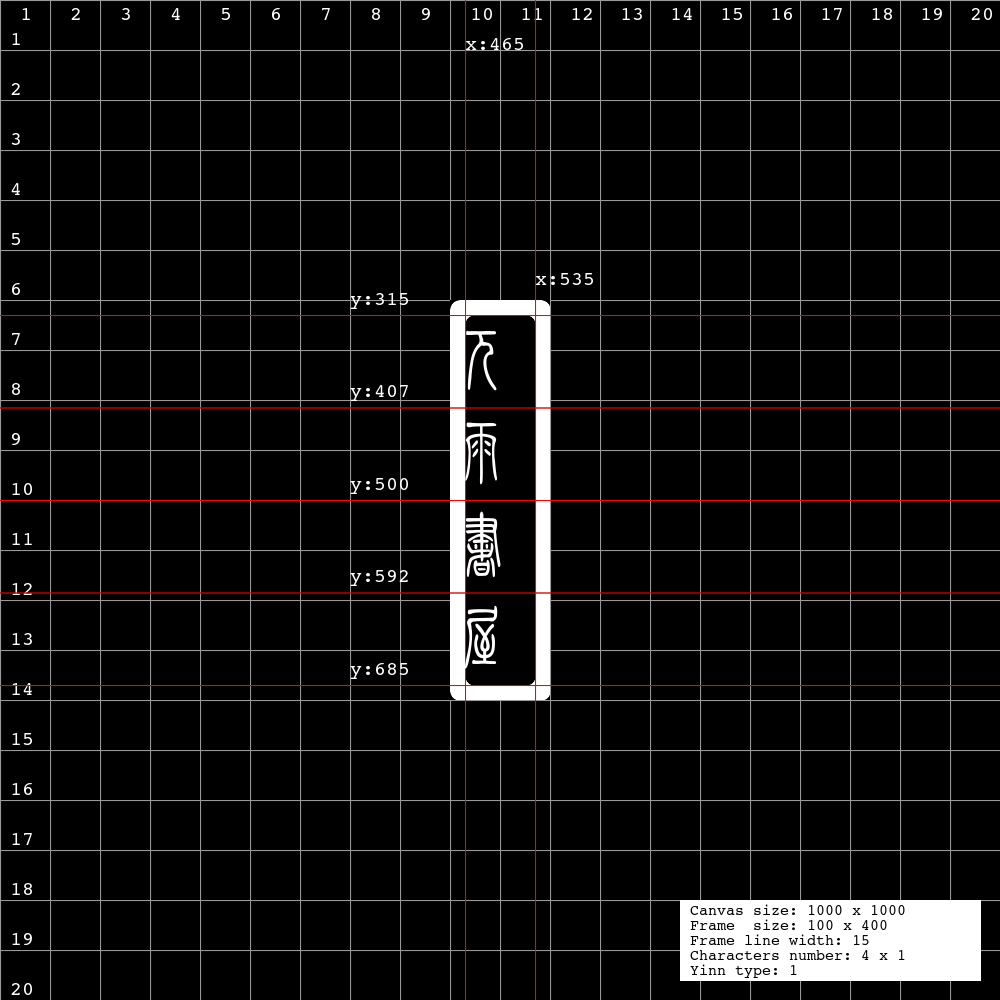 1 2 3 4 5 6 7 8 9 10 11 12 13 14 15 16 17 18 19 20
1
x:465
2
3
4
5
x:535
6
y:315
7
8
y:407
9
10
y:500
11
12
y:592
13
14
y:685
15
16
17
18
19
20
雨書屋
Canvas size: 1000 x 1000
Frame  size: 100 x 400
Frame line width: 15
Characters number: 4 x 1
Yinn type: 1